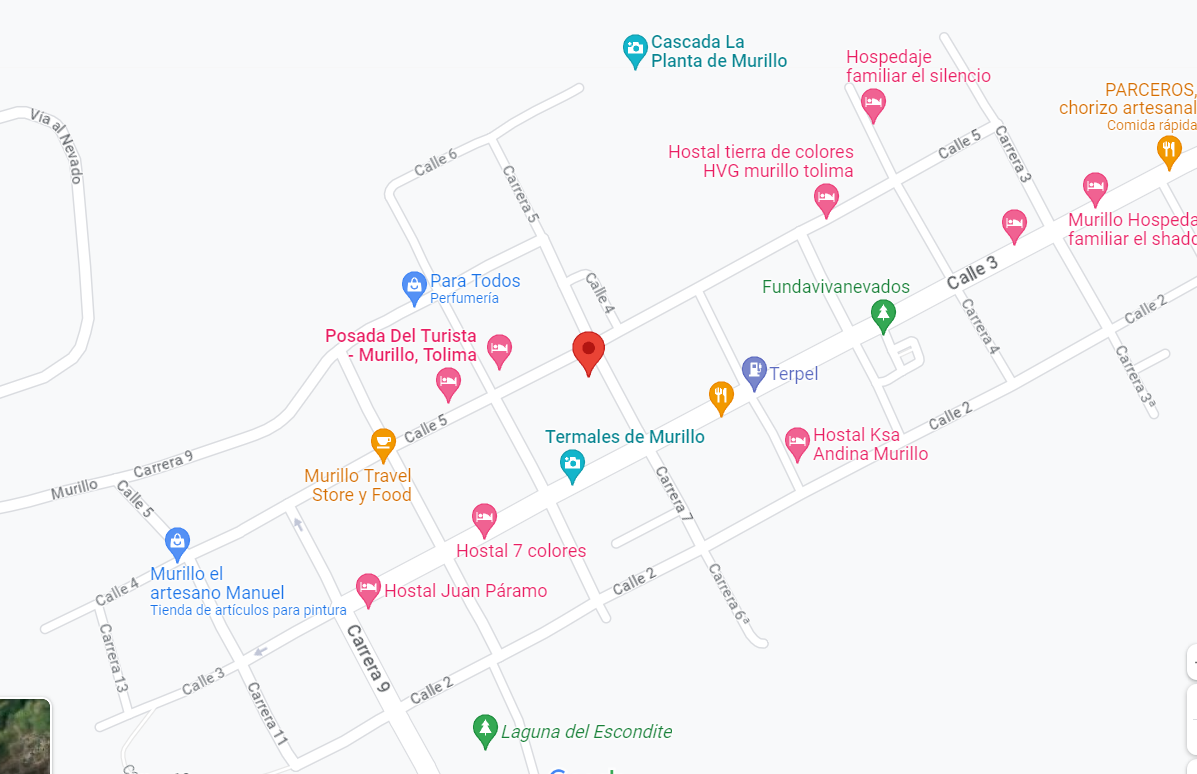 Cascada La
Planta de Murillo
Hospedaje
familiar el silencio
PARCEROS,
chorizo artesanal
Comida rápida
Vía al Nevado
Calle 6
Carrera 5
Calle 5
Carrera 3
Hostal tierra de colores
HVG murillo tolima
Murillo Hospeda
familiar el shado
Calle 3
Para Todos
Perfumería
Calle 4
Fundavivanevados
Calle 2
Carrera 4
Posada Del Turista
- Murillo, Tolima
Terpel
Carrera 3ª
Calle 5
Calle 2
Termales de Murillo
Hostal Ksa
Andina Murillo
Carrera 9
Murillo
Murillo Travel
Store y Food
Calle 5
Carrera 7
Hostal 7 colores
Murillo el
artesano Manuel
Tienda de artículos para pintura
Calle 4
Hostal Juan Páramo
Calle 2
Carrera 6ª
Carrera 13
Carrera 9
Calle 3
Carrera 11
Calle 2
Laguna del Escondite